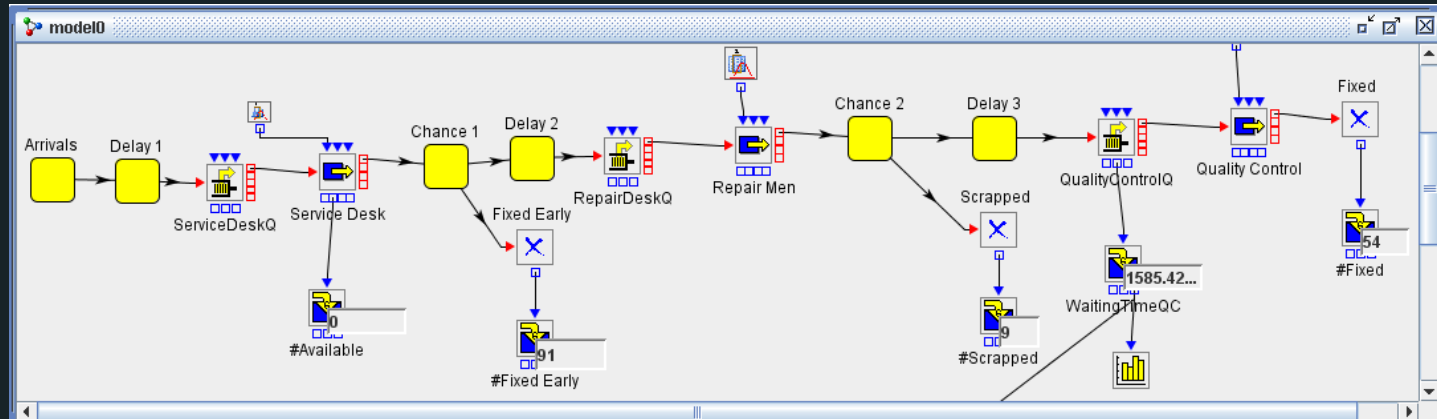 model0
Arrivals
Delay 1
ServiceDeskQ
Service Desk
0
#Available
Chance 1
Delay 2
Fixed Early
91
#Fixed Early
RepairDeskQ
Repair Men
Chance 2
Delay 3
Scrapped
9
#Scrapped
QualityControlQ
1585.42...
WaitingTimeQC
Quality Control
Fixed
54
#Fixed